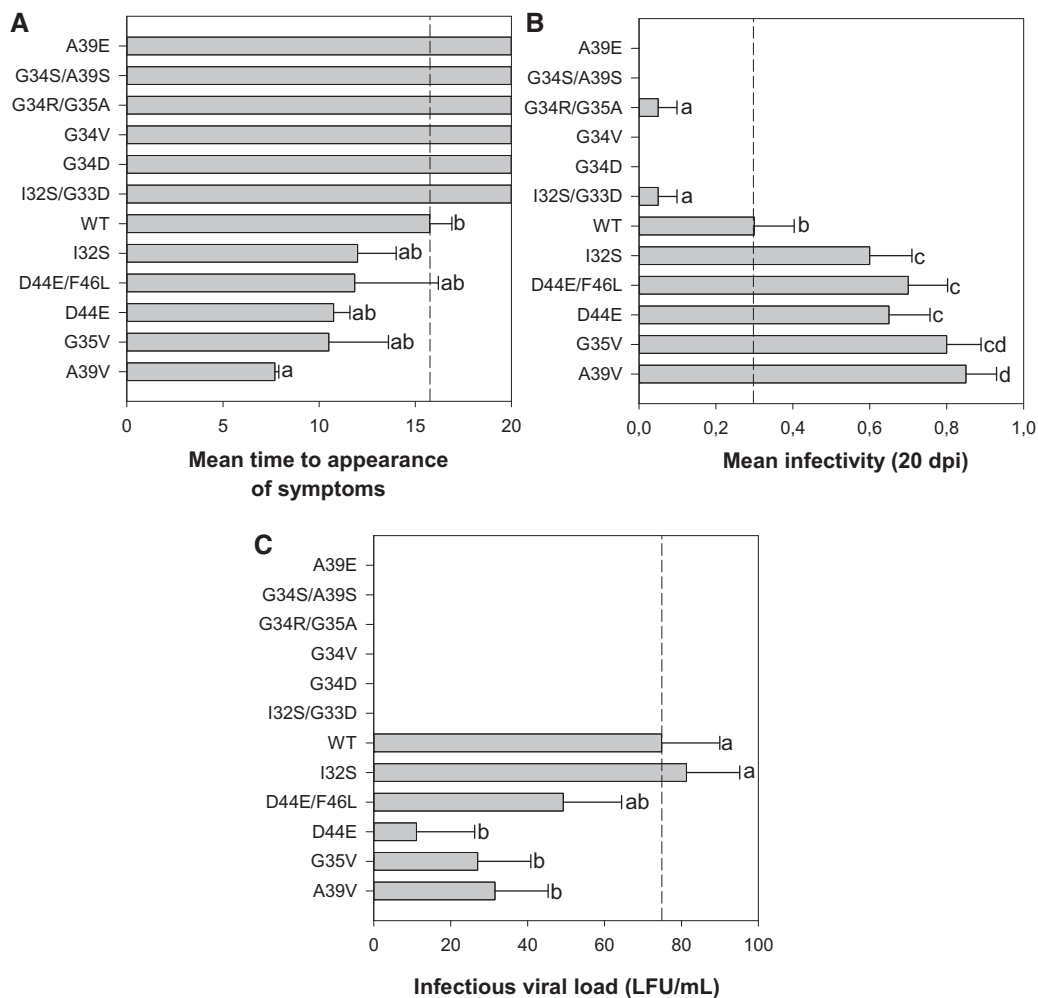 A
A39E
G34S/A39S
G34R/G35A
G34V
G34D
I32S/G33D
WT b
I32S ab
D44E/F46L ab
D44E ab
G35V ab
A39V a
0 5 10 15 20
Mean time to appearance
of symptoms
B
A39E
G34S/A39S
G34R/G35A a
G34V
G34D
I32S/G33D a
WT b
I32S c
D44E/F46L c
D44E c
G35V cd
A39V d
0,0 0,2 0,4 0,6 0,8 1,0
Mean infectivity (20 dpi)
C
A39E
G34S/A39S
G34R/G35A
G34V
G34D
I32S/G33D
WT a
I32S a
D44E/F46L ab
D44E b
G35V b
A39V b
0 20 40 60 80 100
Infectious viral load (LFU/mL)